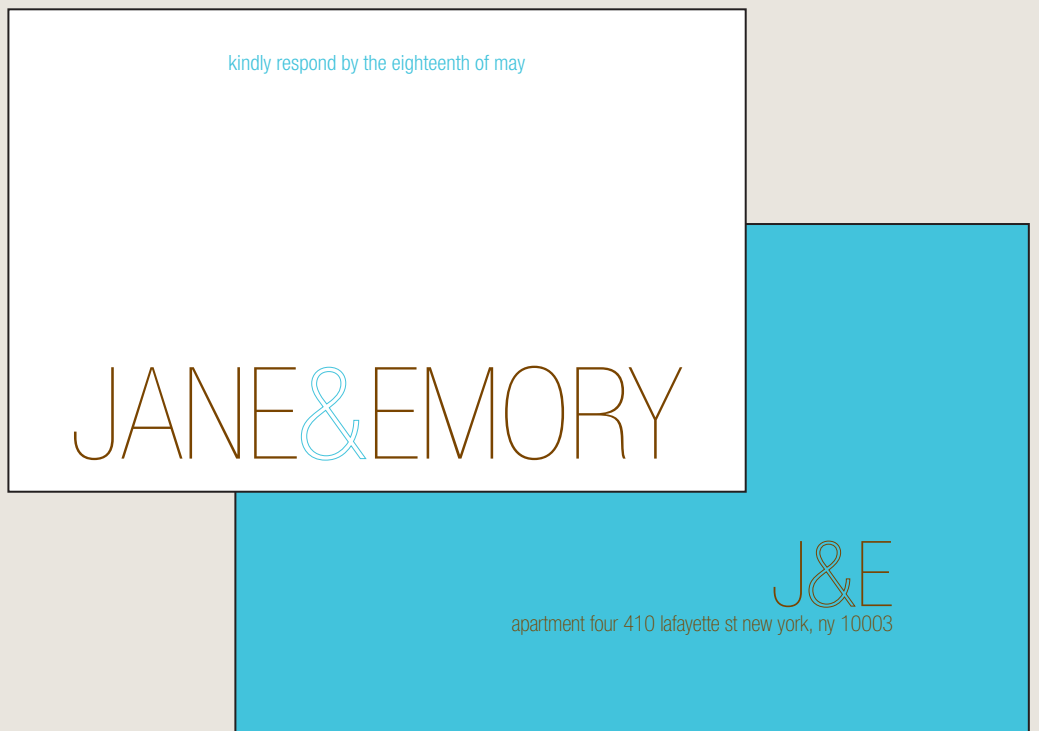 kindly respond by the eighteenth of may
JANE&EMORY
J&E
apartment four 410 lafayette st new york, ny 10003